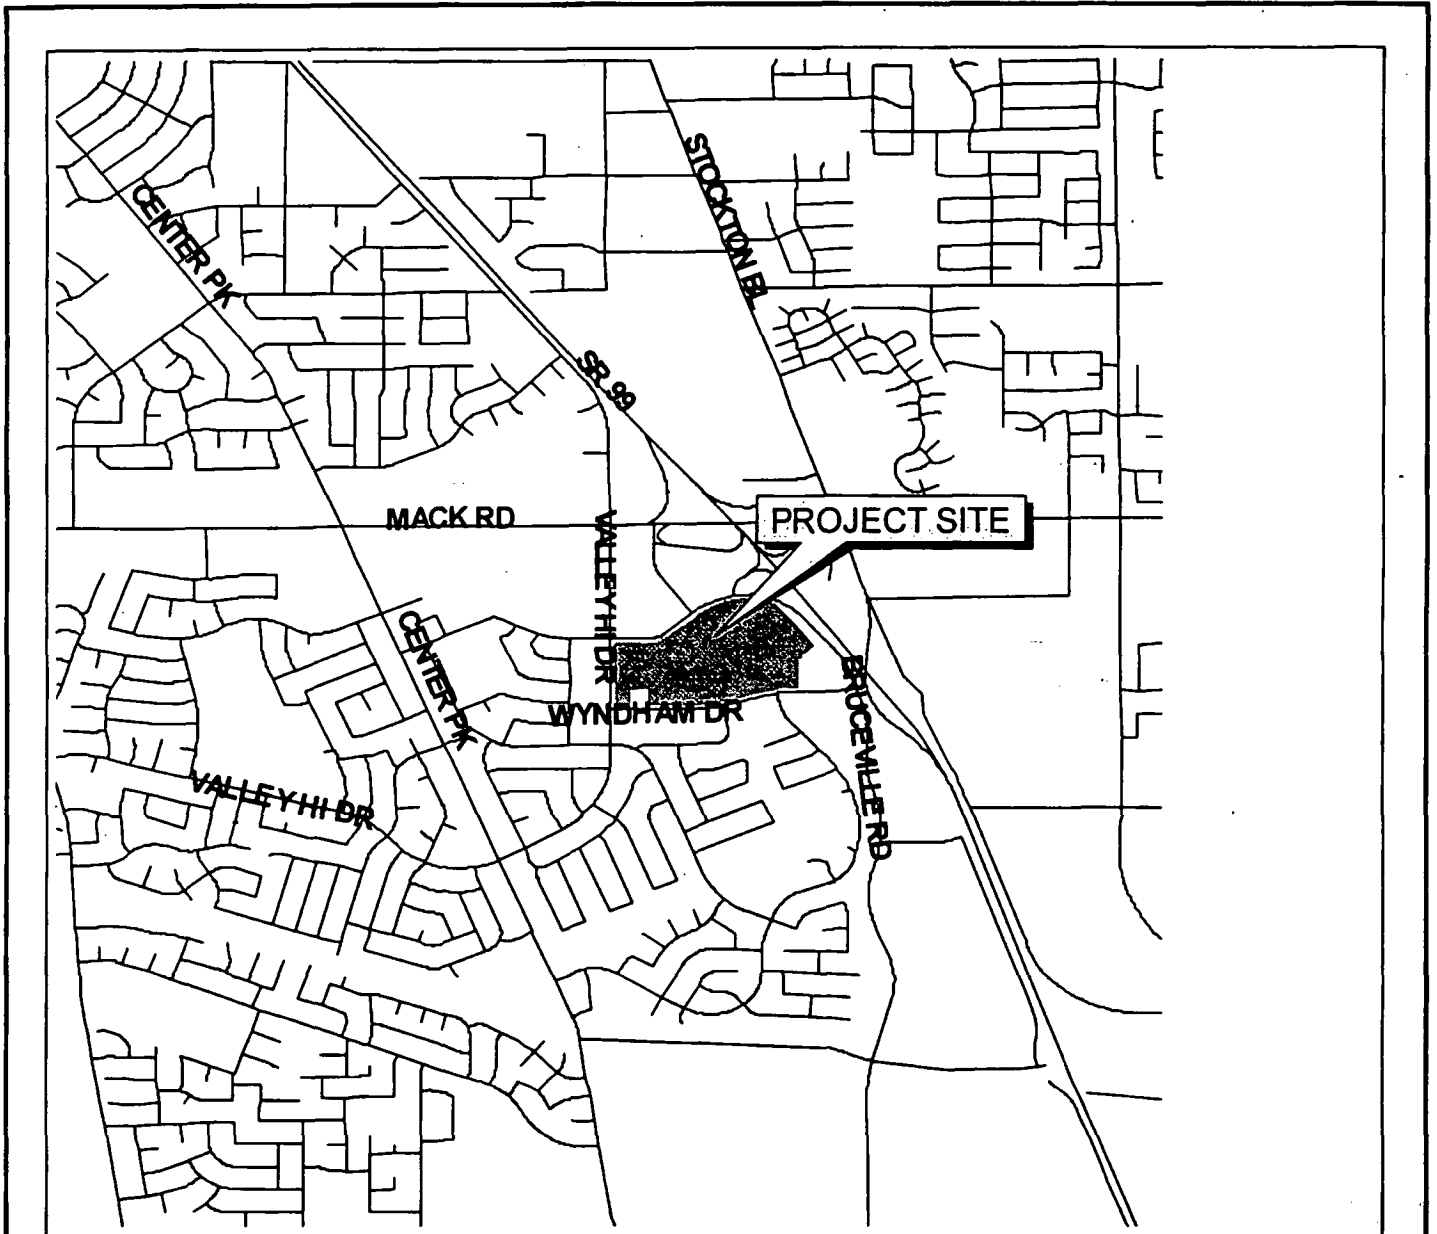 CENTER PK
STOCKTON BL
SR 99
MACK RD
VALLEY HI DR
PROJECT SITE
CENTER PK
WYNDHAM DR
BRUCEVILLE RD
VALLEY HI DR